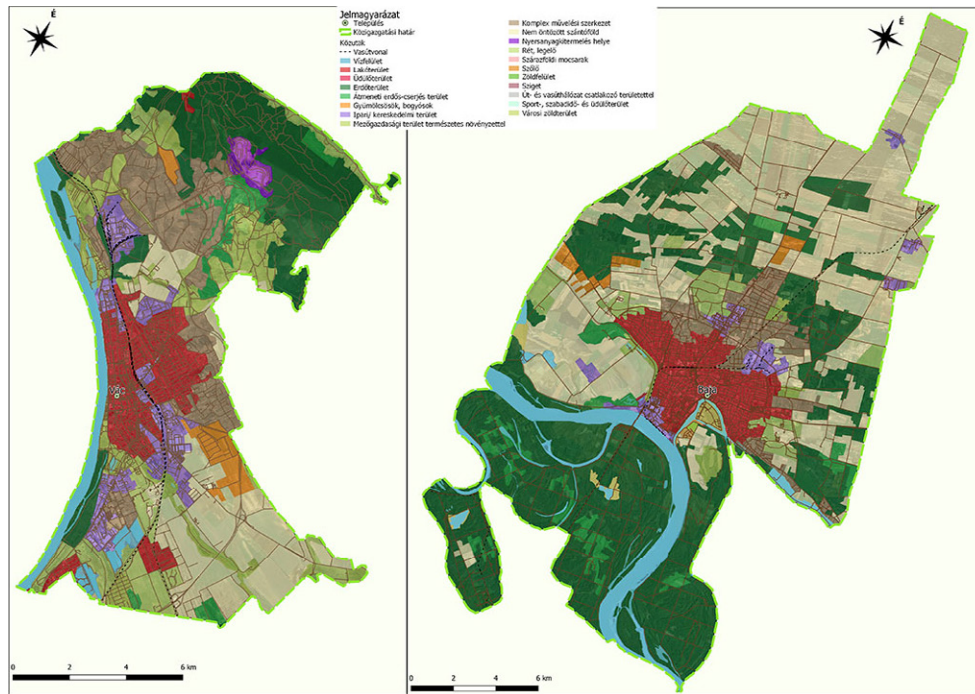 É
Jelmagyarázat
Település
Közigazgatási határ
Közutak
Vasútvonal
Vízfelület
Lakóterület
Üdülőterület
Erdőterület
Átmeneti erdős-cserjés terület
Gyümölcsösök, bogyósok
Ipari/ kereskedelmi terület
Mezőgazdasági terület természetes növényzettel
Komplex művelési szerkezet
Nem öntözött szántóföld
Nyersanyagkitermelés helye
Rét, legelő
Szárazföldi mocsarak
Szőlő
Zöldfelület
Sziget
Út- és vasúthálózat csatlakozó területtel
Sport-, szabadidő- és üdülőterület
Városi zöldterület
É
Vác
Baja
0 2 4 6 km
0 2 4 6 km